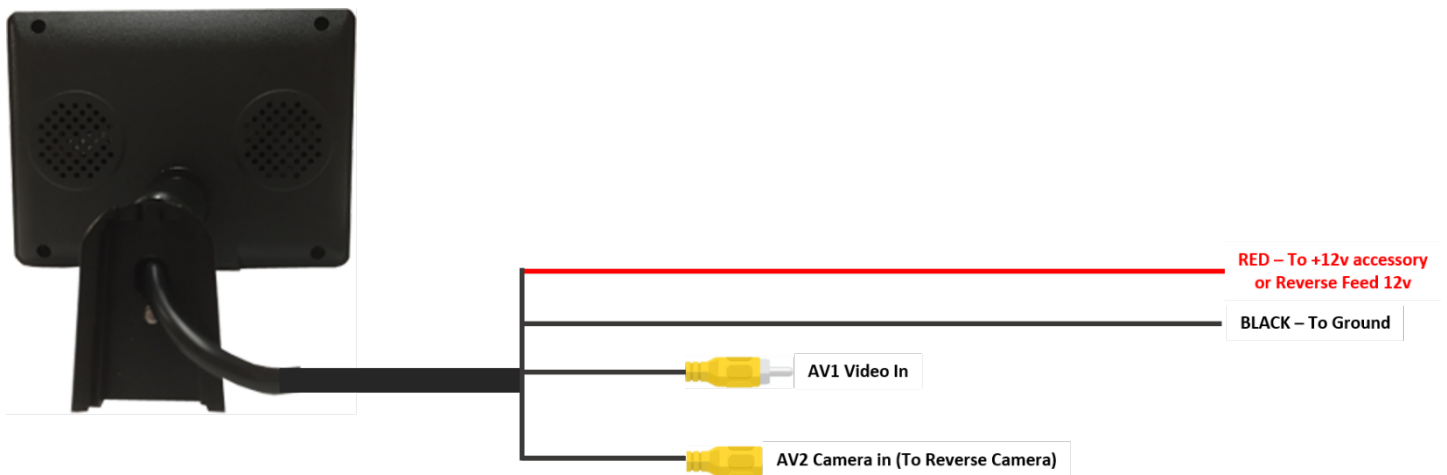 RED – To +12v accessory
or Reverse Feed 12v
BLACK – To Ground
AV1 Video In
AV2 Camera in (To Reverse Camera)